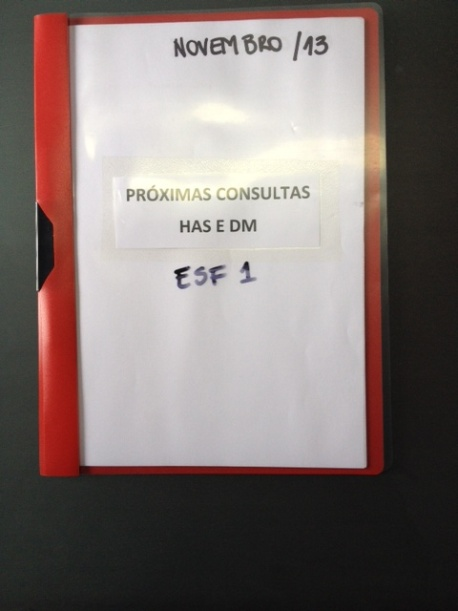 NOVEMBRO /13
PRÓXIMAS CONSULTAS
HAS E DM
ESF 1